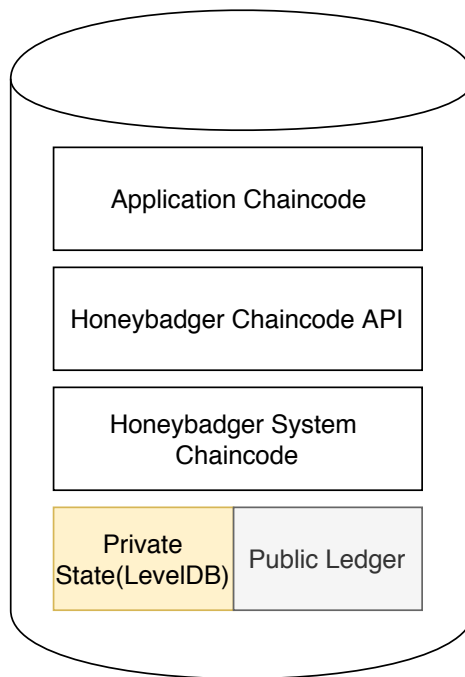 Application Chaincode
Honeybadger Chaincode API
Honeybadger System
Chaincode
Private
State(LevelDB)
Public Ledger